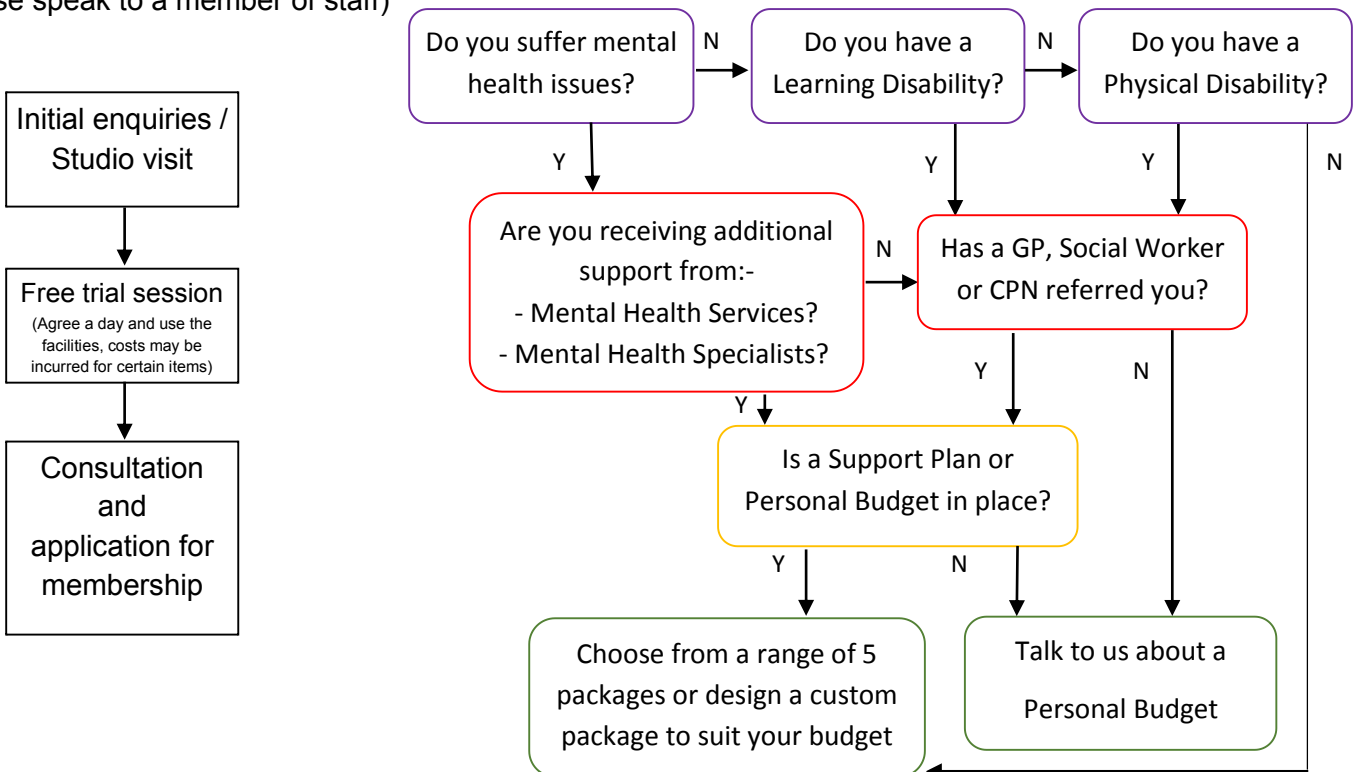 se speak to a member of staff)
Initial enquiries /
Studio visit
Free trial session
(Agree a day and use the
facilities, costs may be
incurred for certain items)
Consultation
and
application for
membership
Do you suffer mental
health issues?
N
Do you have a
Learning Disability?
N
Do you have a
Physical Disability?
Y
Y
Y
N
Are you receiving additional
support from:-
- Mental Health Services?
- Mental Health Specialists?
N
Has a GP, Social Worker
or CPN referred you?
Y
Y
N
Is a Support Plan or
Personal Budget in place?
Y
N
Choose from a range of 5
packages or design a custom
package to suit your budget
Talk to us about a
Personal Budget